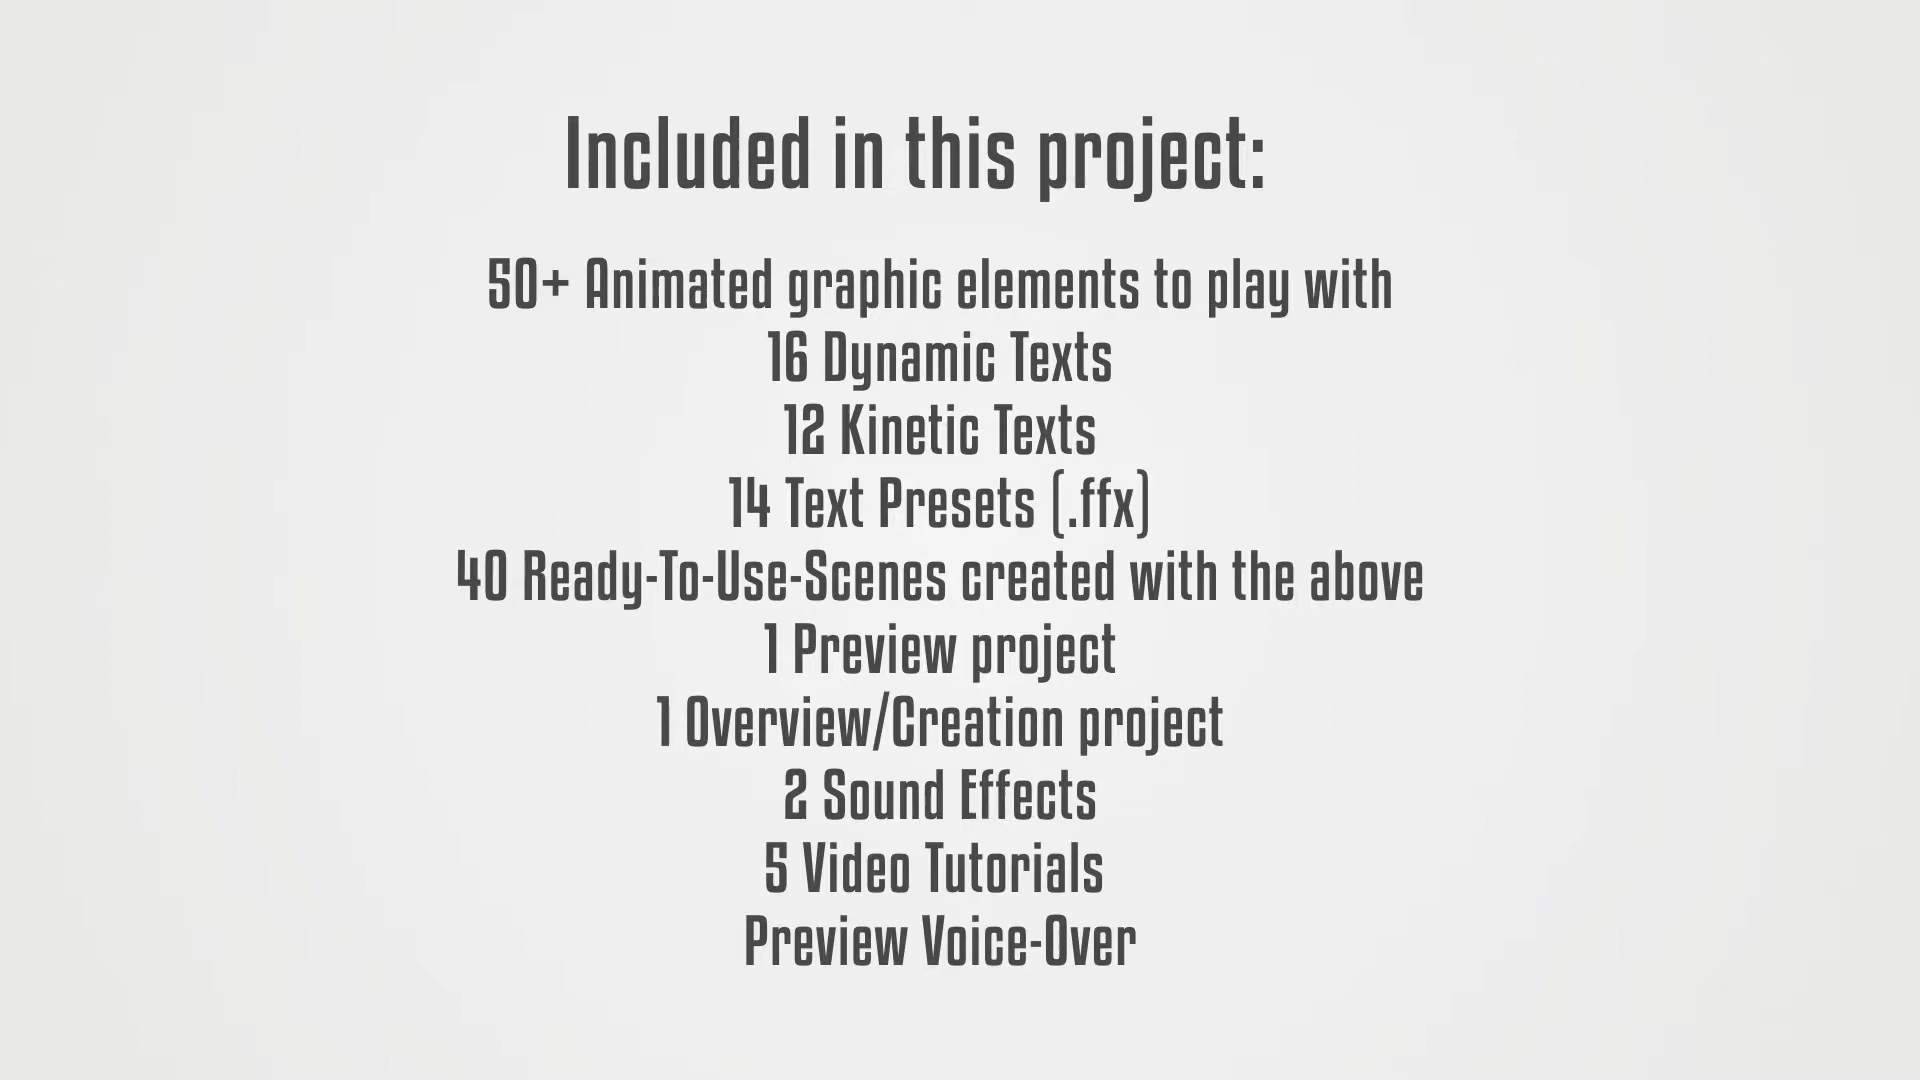 Included in this project:
50+ Animated graphic elements to play with
16 Dynamic Texts
12 Kinetic Texts
14 Text Presets (.ffx)
40 Ready-To-Use-Scenes created with the above
1 Preview project
1 Overview/Creation project
2 Sound Effects
5 Video Tutorials
Preview Voice-Over